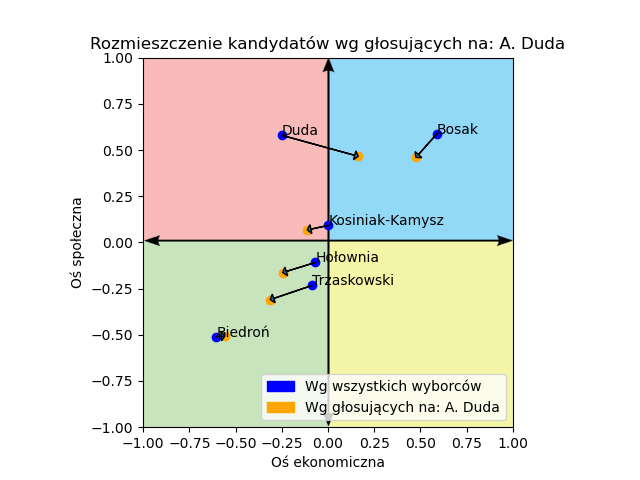 Rozmieszczenie kandydatów wg głosujących na: A. Duda
1.00
0.75
0.50
0.25
0.00
−0.25
−0.50
−0.75
−1.00
Oś społeczna
Duda
Bosak
Kosiniak-Kamysz
Hołownia
Trzaskowski
Biedroń
Wg wszystkich wyborców
Wg głosujących na: A. Duda
−1.00 −0.75 −0.50 −0.25 0.00 0.25 0.50 0.75 1.00
Oś ekonomiczna